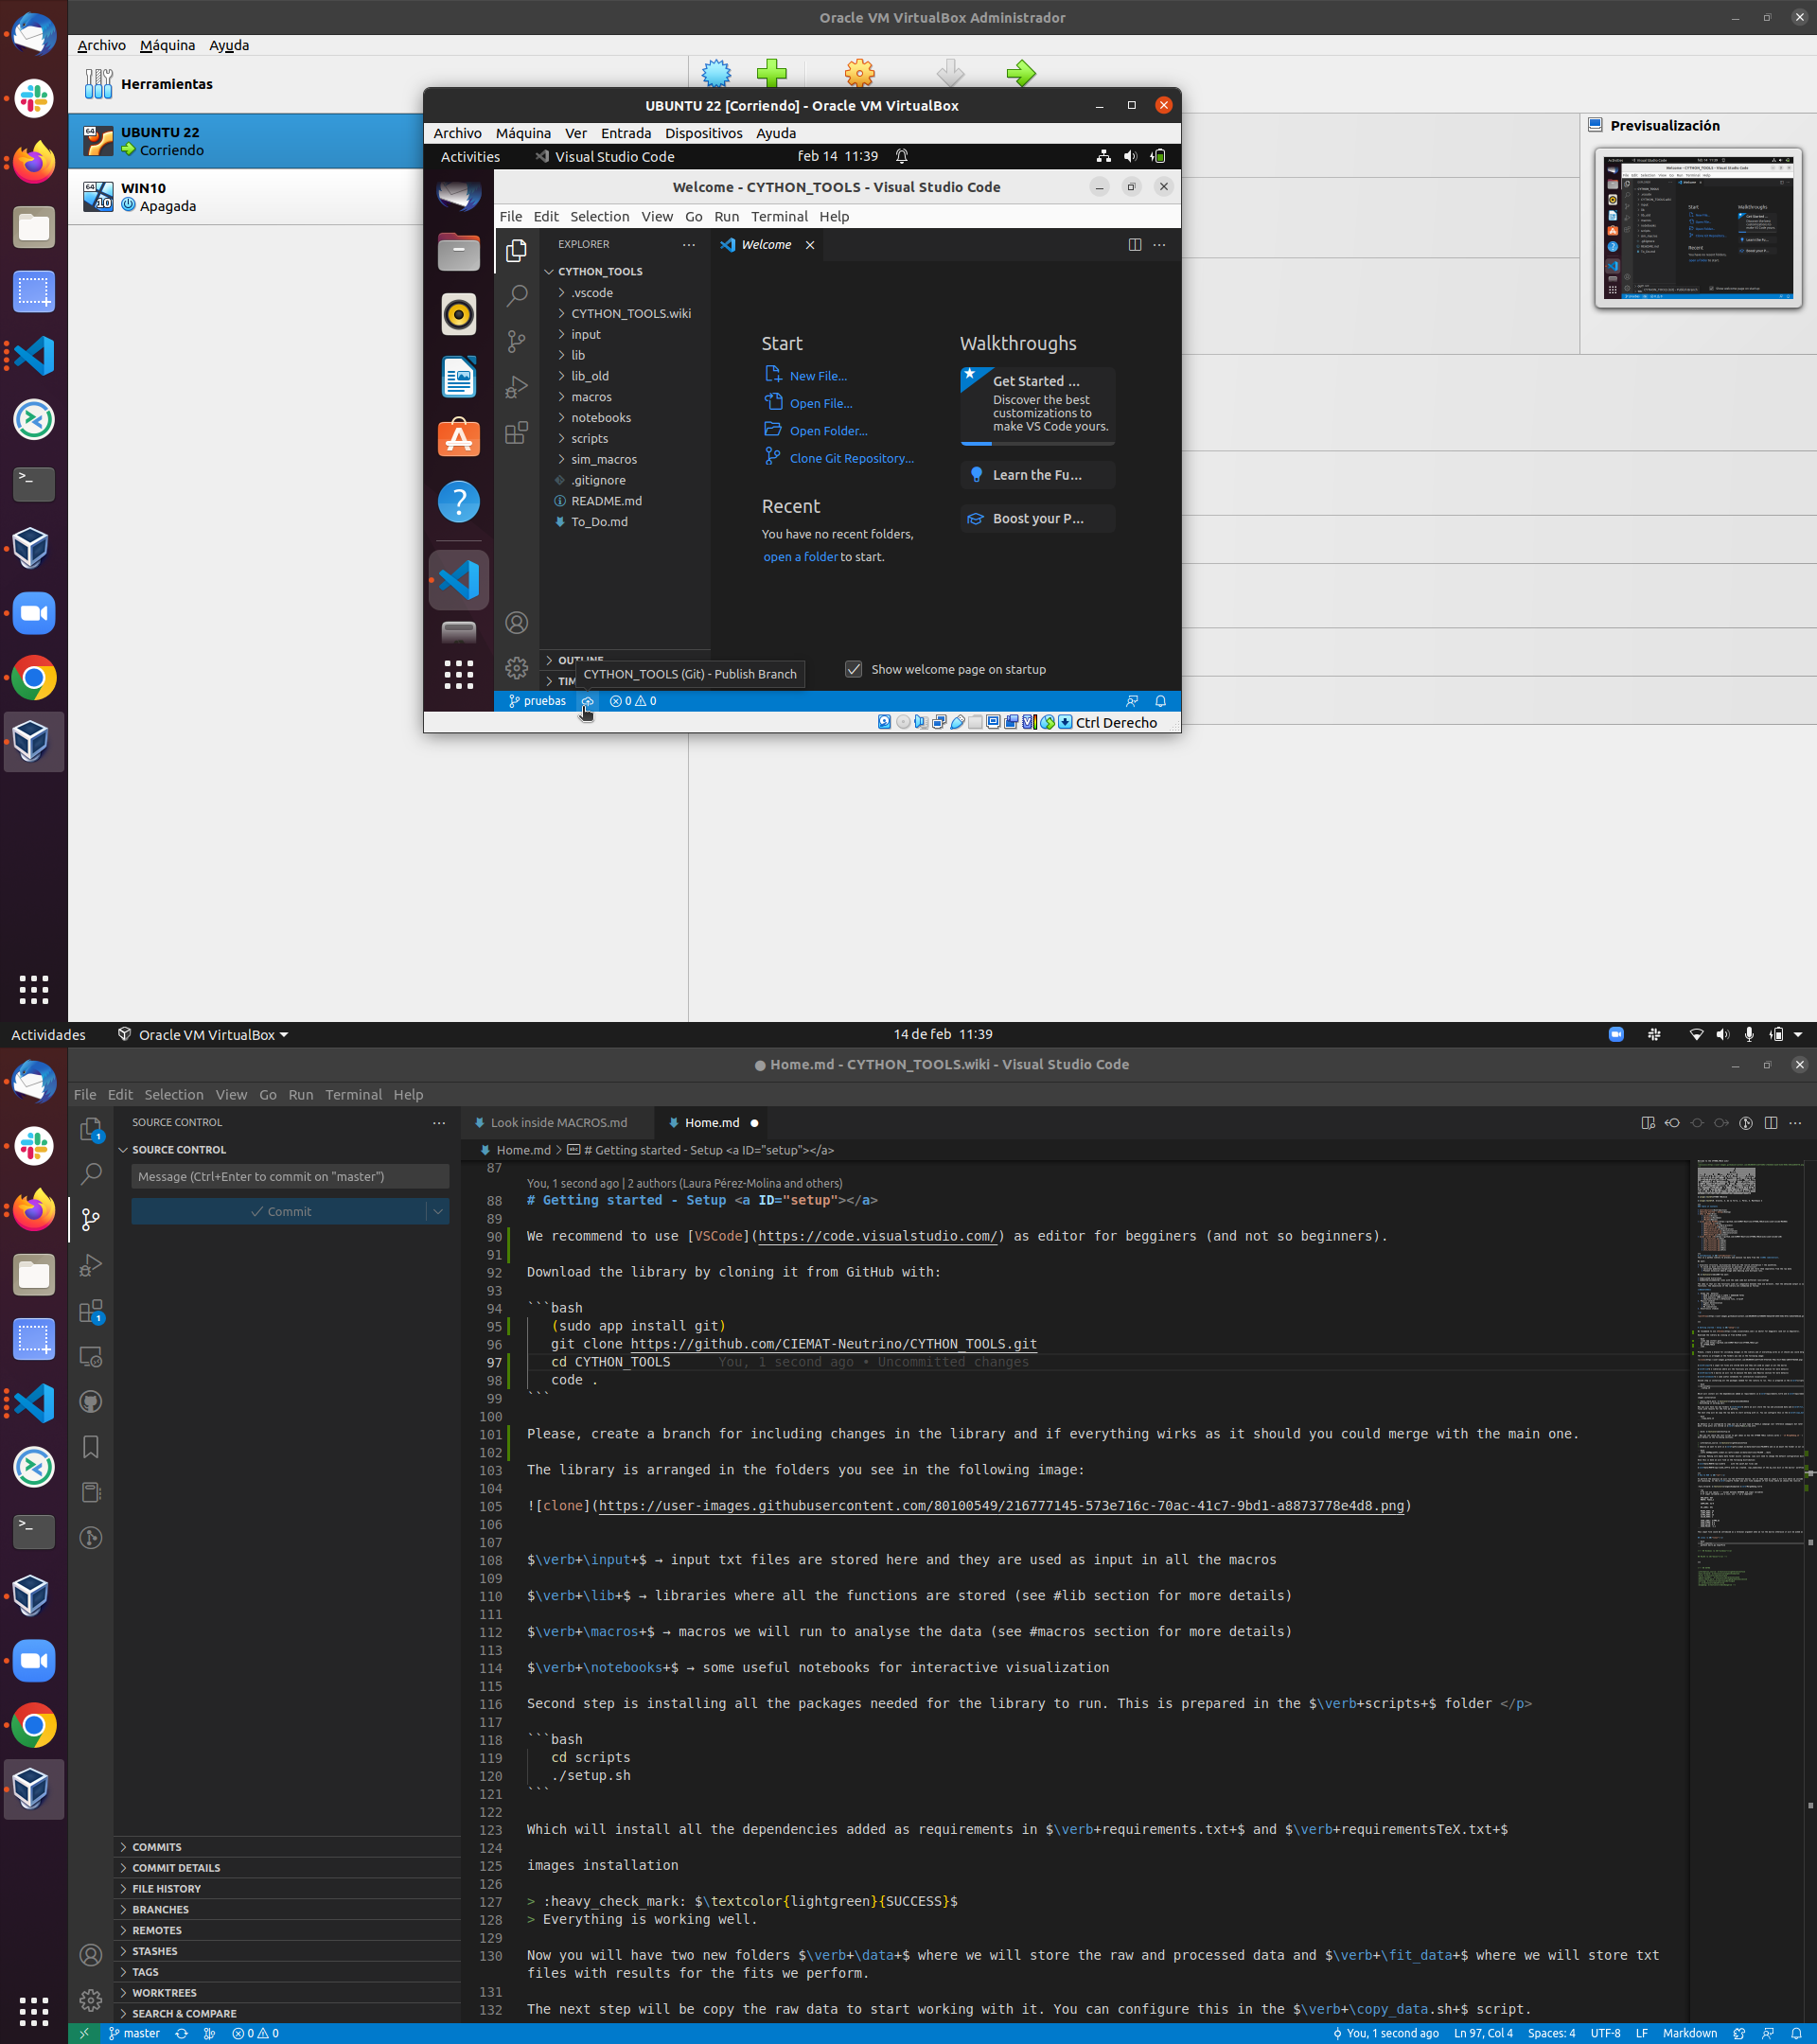 Oracle VM VirtualBox Administrador
Archivo Máquina Ayuda
Herramientas
UBUNTU 22
Corriendo
WIN10
Apagada
Previsualización
UBUNTU 22 [Corriendo] - Oracle VM VirtualBox
Archivo Máquina Ver Entrada Dispositivos Ayuda
Activities Visual Studio Code feb 14 11:39
Welcome - CYTHON_TOOLS - Visual Studio Code
File Edit Selection View Go Run Terminal Help
EXPLORER
Welcome
CYTHON_TOOLS
.vscode
CYTHON_TOOLS.wiki
input
lib
lib_old
macros
notebooks
scripts
sim_macros
.gitignore
README.md
To_Do.md
Start
New File...
Open File...
Open Folder...
Clone Git Repository...
Recent
You have no recent folders,
open a folder to start.
Walkthroughs
Get Started ...
Discover the best
customizations to
make VS Code yours.
Learn the Fu...
Boost your P...
OUTLINE
CYTHON_TOOLS (Git) - Publish Branch
TIM
Show welcome page on startup
pruebas 0 0
Ctrl Derecho
Actividades Oracle VM VirtualBox 14 de feb 11:39
Home.md - CYTHON_TOOLS.wiki - Visual Studio Code
File Edit Selection View Go Run Terminal Help
SOURCE CONTROL
SOURCE CONTROL
Message (Ctrl+Enter to commit on "master")
Commit
COMMITS
COMMIT DETAILS
FILE HISTORY
BRANCHES
REMOTES
STASHES
TAGS
WORKTREES
SEARCH & COMPARE
Look inside MACROS.md Home.md
Home.md > # Getting started - Setup <a ID="setup"></a>
87
You, 1 second ago | 2 authors (Laura Pérez-Molina and others)
88 # Getting started - Setup <a ID="setup"></a>
89
90 We recommend to use [VSCode](https://code.visualstudio.com/) as editor for begginers (and not so beginners).
91
92 Download the library by cloning it from GitHub with:
93
94 ```bash
95 (sudo app install git)
96 git clone https://github.com/CIEMAT-Neutrino/CYTHON_TOOLS.git
97 cd CYTHON_TOOLS You, 1 second ago • Uncommitted changes
98 code .
99 ```
100
101 Please, create a branch for including changes in the library and if everything wirks as it should you could merge with the main one.
102
103 The library is arranged in the folders you see in the following image:
104
105 ![clone](https://user-images.githubusercontent.com/80100549/216777145-573e716c-70ac-41c7-9bd1-a8873778e4d8.png)
106
107
108 $\verb+\input+$ → input txt files are stored here and they are used as input in all the macros
109
110 $\verb+\lib+$ → libraries where all the functions are stored (see #lib section for more details)
111
112 $\verb+\macros+$ → macros we will run to analyse the data (see #macros section for more details)
113
114 $\verb+\notebooks+$ → some useful notebooks for interactive visualization
115
116 Second step is installing all the packages needed for the library to run. This is prepared in the $\verb+scripts+$ folder </p>
117
118 ```bash
119 cd scripts
120 ./setup.sh
121 ```
122
123 Which will install all the dependencies added as requirements in $\verb+requirements.txt+$ and $\verb+requirementsTeX.txt+$
124
125 images installation
126
127 > :heavy_check_mark: $\textcolor{lightgreen}{SUCCESS}$
128 > Everything is working well.
129
130 Now you will have two new folders $\verb+\data+$ where we will store the raw and processed data and $\verb+\fit_data+$ where we will store txt
files with results for the fits we perform.
131
132 The next step will be copy the raw data to start working with it. You can configure this in the $\verb+\copy_data.sh+$ script.
master 0 0 You, 1 second ago Ln 97, Col 4 Spaces: 4 UTF-8 LF Markdown